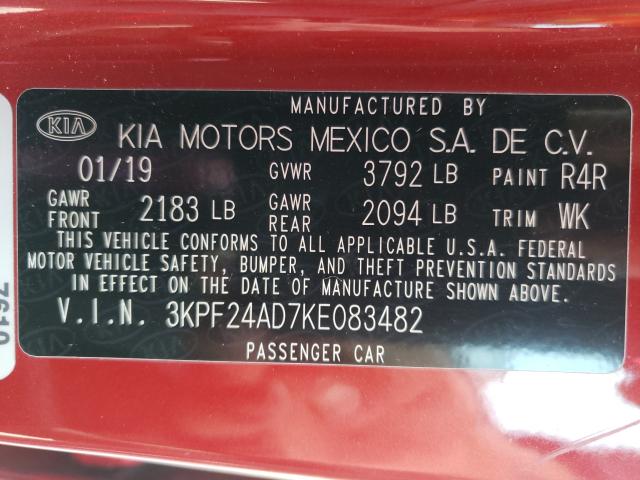 MANUFACTURED BY
KIA KIA MOTORS MEXICO S.A. DE C.V.
01/19 GVWR 3792 LB PAINT R4R
GAWR FRONT 2183 LB GAWR REAR 2094 LB TRIM WK
THIS VEHICLE CONFORMS TO ALL APPLICABLE U.S.A. FEDERAL
MOTOR VEHICLE SAFETY, BUMPER, AND THEFT PREVENTION STANDARDS
IN EFFECT ON THE DATE OF MANUFACTURE SHOWN ABOVE.
V.I.N. 3KPF24AD7KE083482
PASSENGER CAR